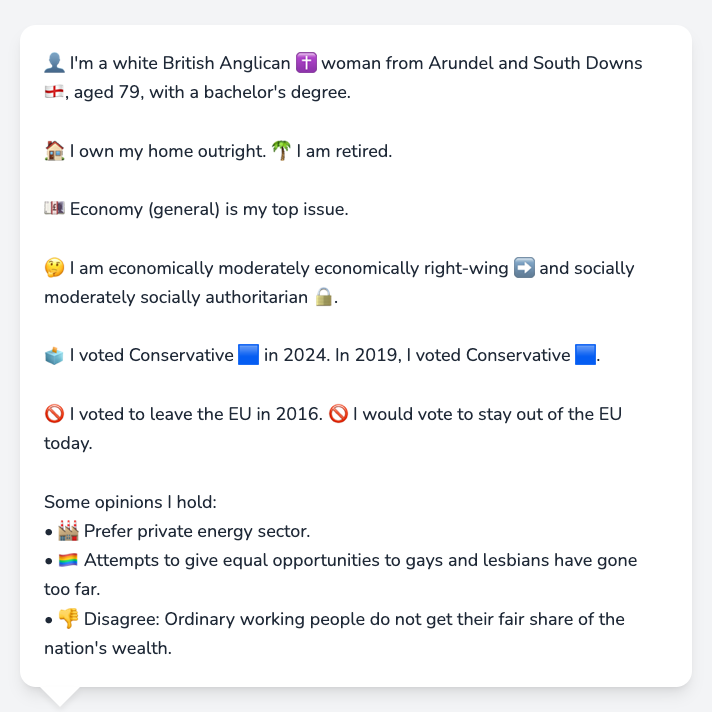 👤 I'm a white British Anglican ✝️ woman from Arundel and South Downs
🏴󠁧󠁢󠁥󠁮󠁧󠁿, aged 79, with a bachelor's degree.
🏠 I own my home outright. 🌴 I am retired.
💷 Economy (general) is my top issue.
🤔 I am economically moderately economically right-wing ➡️ and socially
moderately socially authoritarian 🔒.
🗳️ I voted Conservative 🟦 in 2024. In 2019, I voted Conservative 🟦.
🚫 I voted to leave the EU in 2016. 🚫 I would vote to stay out of the EU
today.
Some opinions I hold:
• 🏭 Prefer private energy sector.
• 🏳️‍🌈 Attempts to give equal opportunities to gays and lesbians have gone
too far.
• 👎 Disagree: Ordinary working people do not get their fair share of the
nation's wealth.